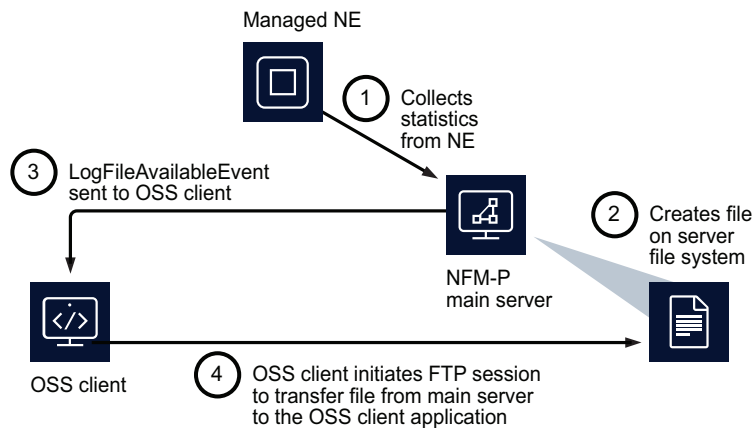 Managed NE
1
Collects
statistics
from NE
3
LogFileAvailableEvent
sent to OSS client
2
Creates file
on server
file system
NFM-P
main server
</>
OSS client
4
OSS client initiates FTP session
to transfer file from main server
to the OSS client application